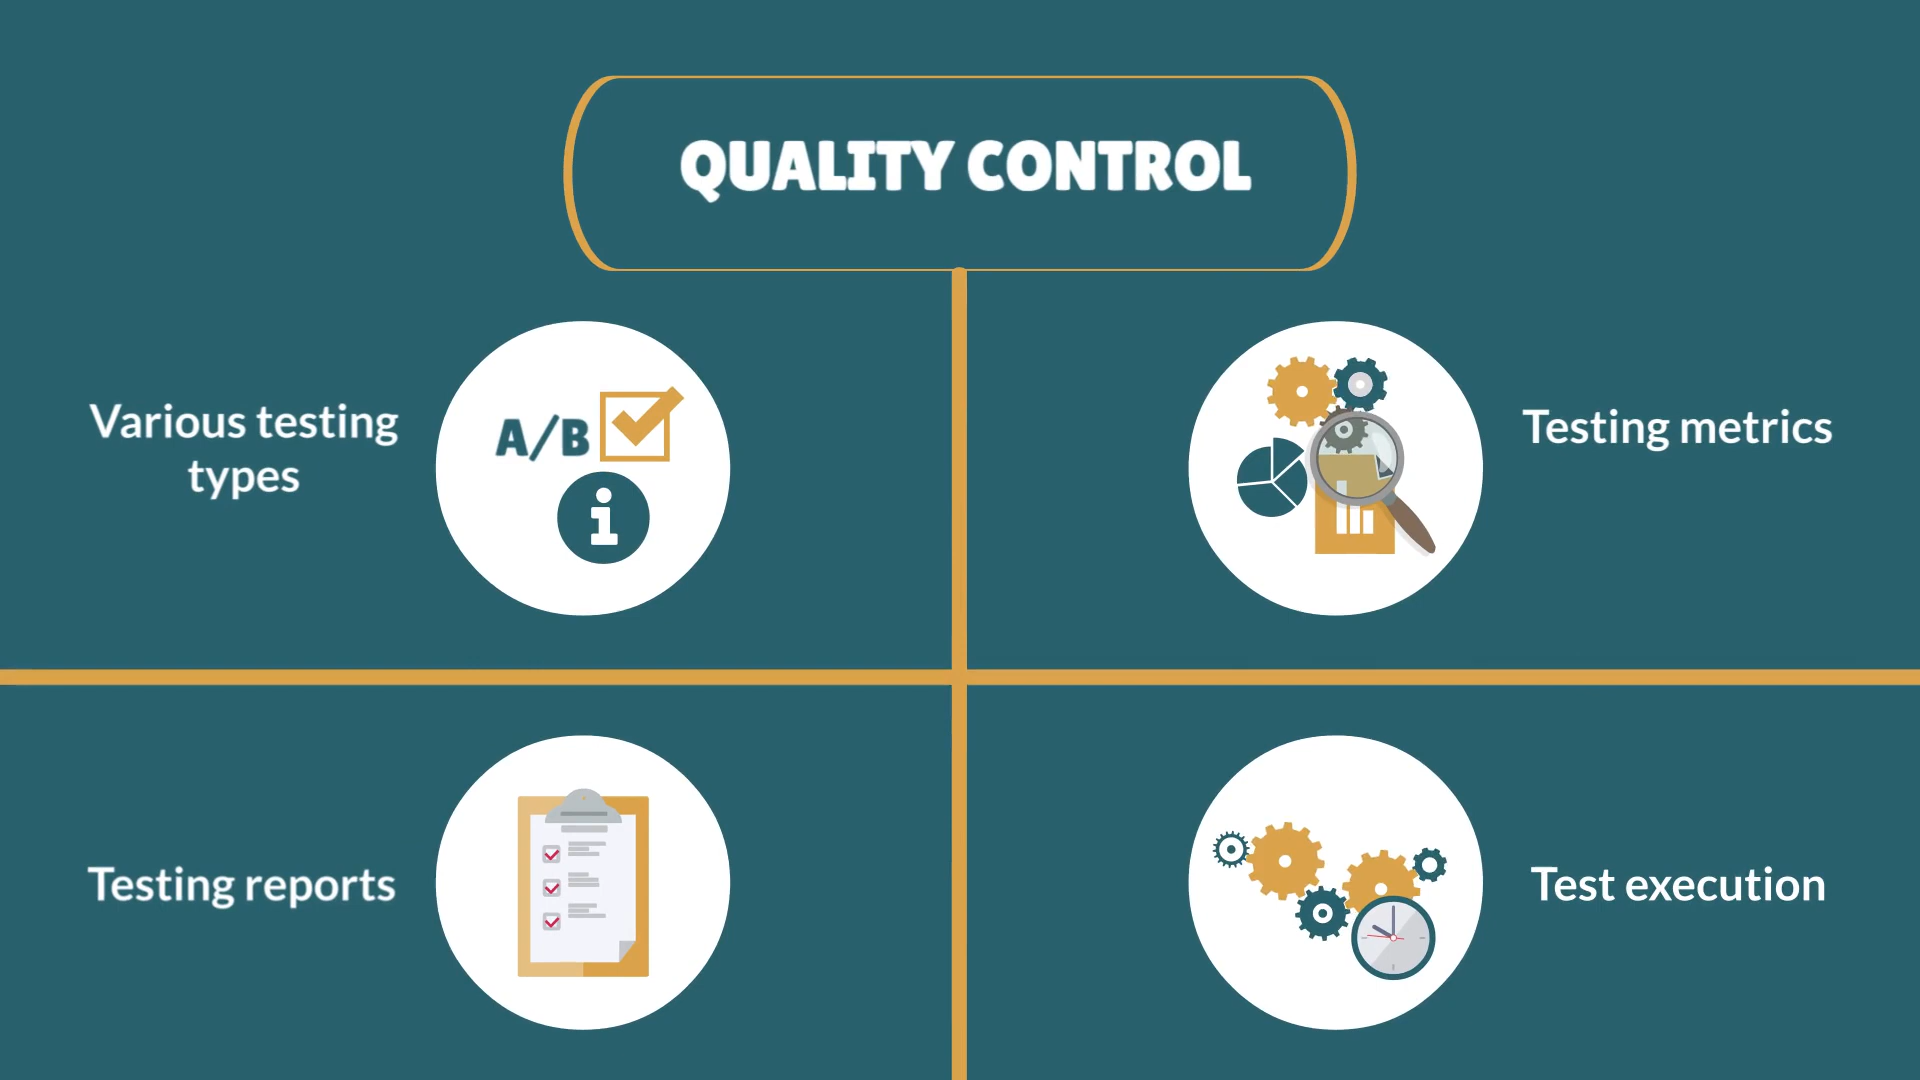 QUALITY CONTROL
Various testing
types
A/B
i
Testing metrics
Testing reports
Test execution